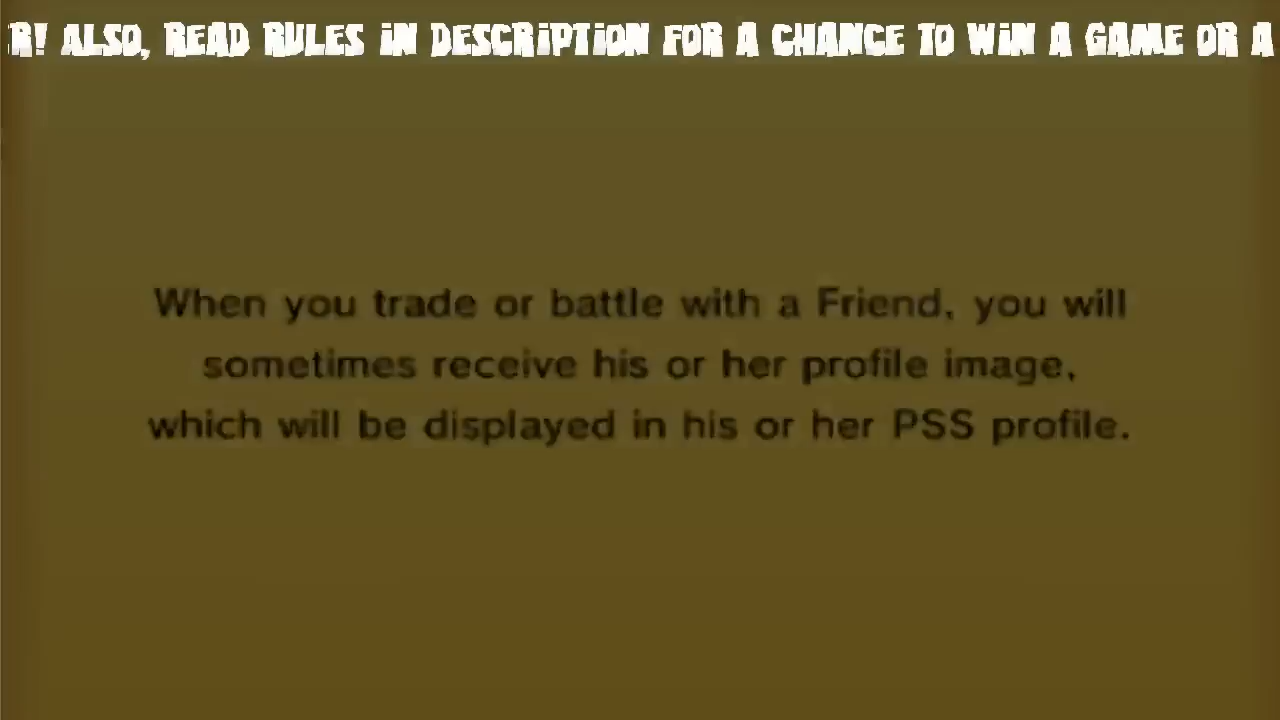 R! ALSO, READ RULES IN DESCRIPTION FOR A CHANCE TO WIN A GAME OR A
When you trade or battle with a Friend, you will
sometimes receive his or her profile image,
which will be displayed in his or her PSS profile.